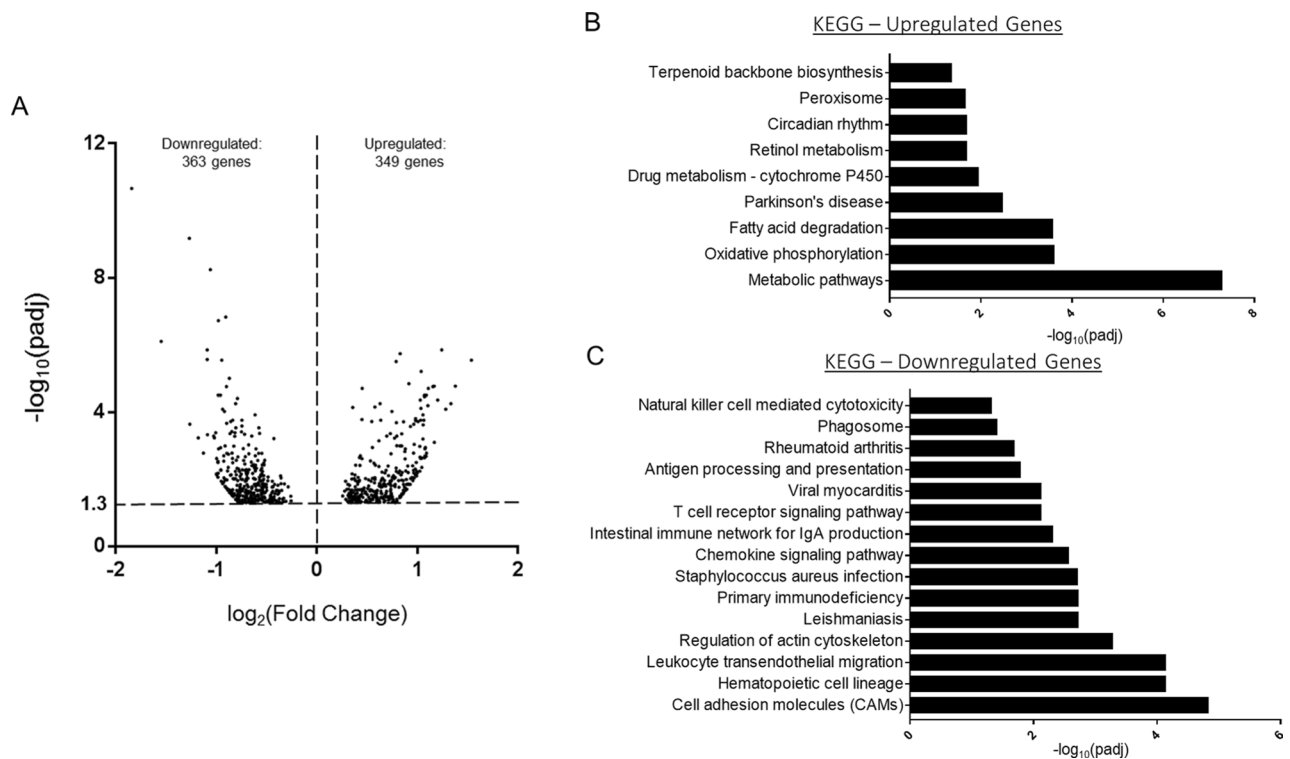 A
12
8
4
1.3
0
-log10(padj)
Downregulated:
363 genes
Upregulated:
349 genes
-2
-1
0
1
2
log2(Fold Change)
B
KEGG – Upregulated Genes
Terpenoid backbone biosynthesis
Peroxisome
Circadian rhythm
Retinol metabolism
Drug metabolism - cytochrome P450
Parkinson's disease
Fatty acid degradation
Oxidative phosphorylation
Metabolic pathways
0
2
4
6
8
-log10(padj)
C
KEGG – Downregulated Genes
Natural killer cell mediated cytotoxicity
Phagosome
Rheumatoid arthritis
Antigen processing and presentation
Viral myocarditis
T cell receptor signaling pathway
Intestinal immune network for IgA production
Chemokine signaling pathway
Staphylococcus aureus infection
Primary immunodeficiency
Leishmaniasis
Regulation of actin cytoskeleton
Leukocyte transendothelial migration
Hematopoietic cell lineage
Cell adhesion molecules (CAMs)
0
2
4
6
-log10(padj)